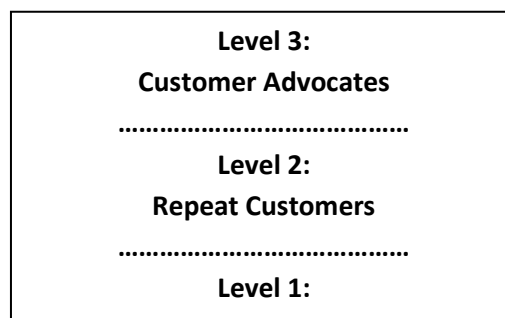 Level 3:
Customer Advocates
……………………………………
Level 2:
Repeat Customers
……………………………………
Level 1: